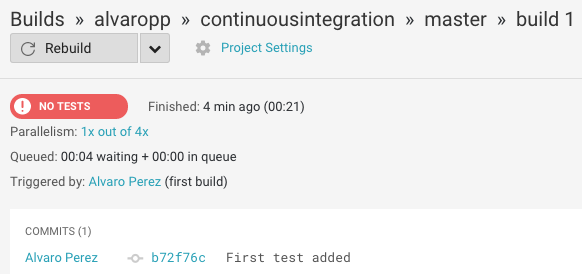 Builds » alvaropp » continuousintegration » master » build 1
Rebuild Project Settings
NO TESTS Finished: 4 min ago (00:21)
Parallelism: 1x out of 4x
Queued: 00:04 waiting + 00:00 in queue
Triggered by: Alvaro Perez (first build)
COMMITS (1)
Alvaro Perez b72f76c First test added